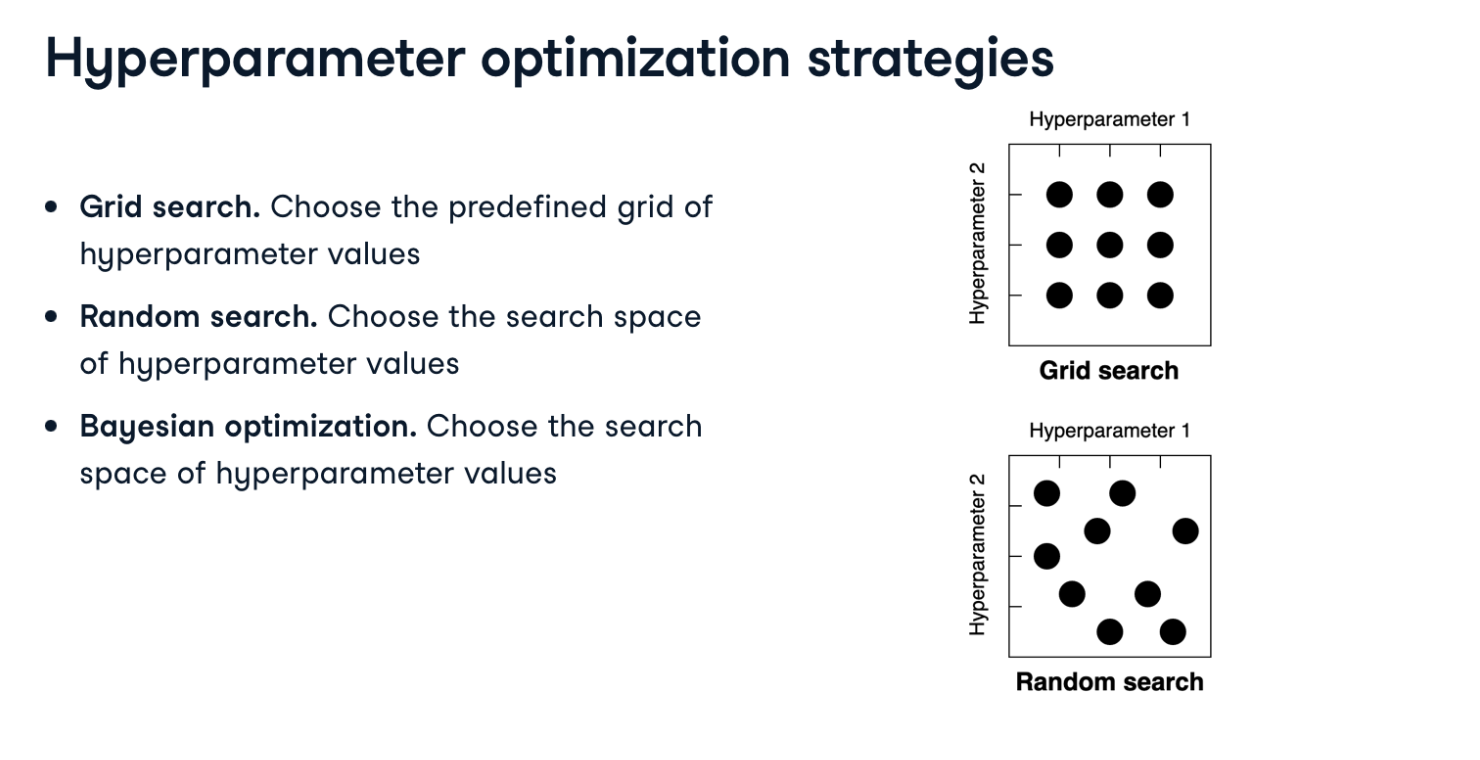 Hyperparameter optimization strategies
• Grid search. Choose the predefined grid of
hyperparameter values
• Random search. Choose the search space
of hyperparameter values
• Bayesian optimization. Choose the search
space of hyperparameter values
Hyperparameter 1
Hyperparameter 2
Grid search
Hyperparameter 1
Hyperparameter 2
Random search